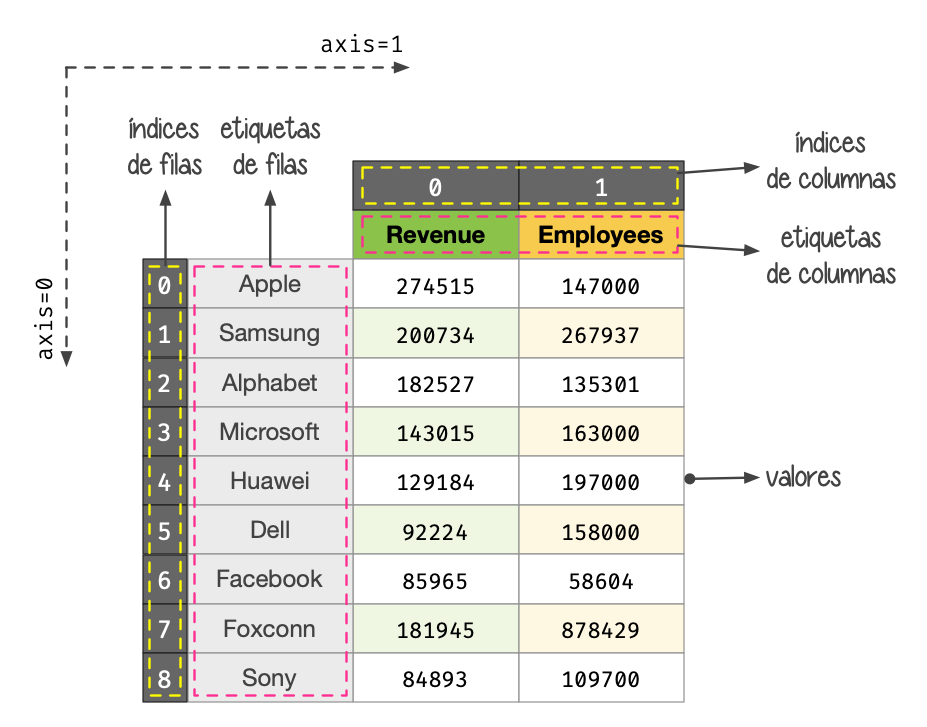 axis=1
índices
de filas
etiquetas
de filas
índices
de columnas
0 1
Revenue Employees
etiquetas
de columnas
axis=0
0 Apple 274515 147000
1 Samsung 200734 267937
2 Alphabet 182527 135301
3 Microsoft 143015 163000
4 Huawei 129184 197000
valores
5 Dell 92224 158000
6 Facebook 85965 58604
7 Foxconn 181945 878429
8 Sony 84893 109700